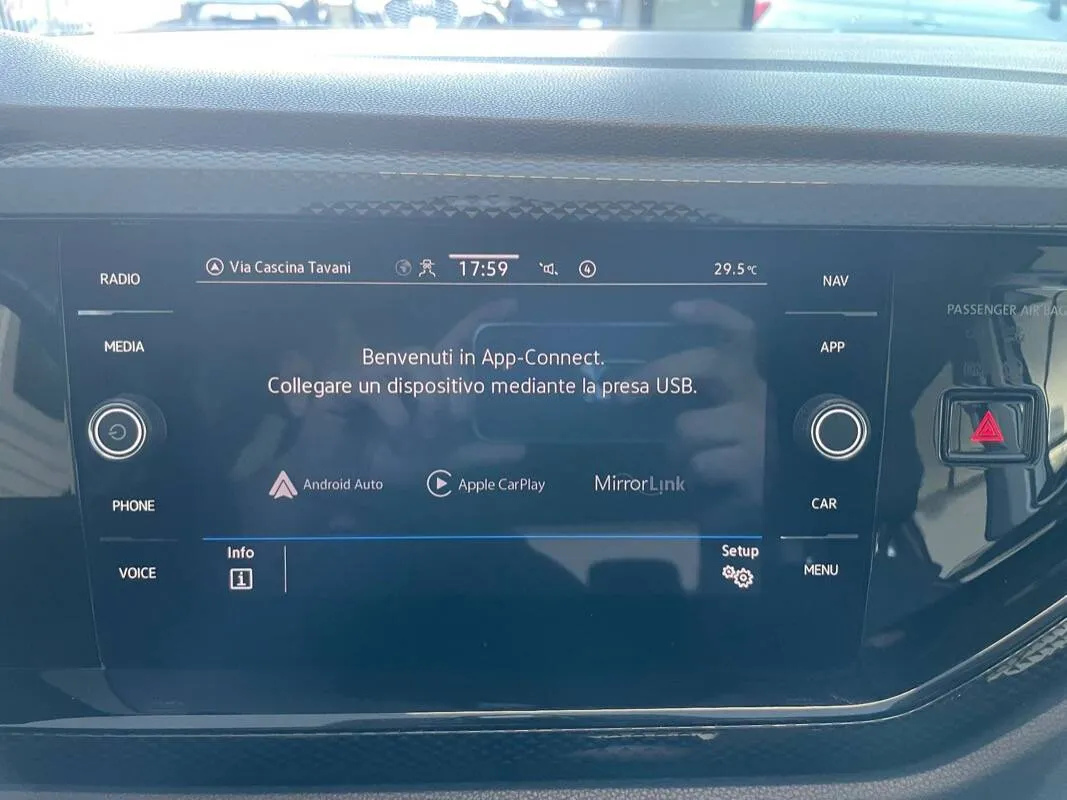 Via Cascina Tavani
17:59
4
29.5°C
RADIO
MEDIA
PHONE
VOICE
Benvenuti in App-Connect.
Collegare un dispositivo mediante la presa USB.
Android Auto
Apple CarPlay
MirrorLink
Info
i
Setup
NAV
APP
CAR
MENU
PASSENGER AIR BAG